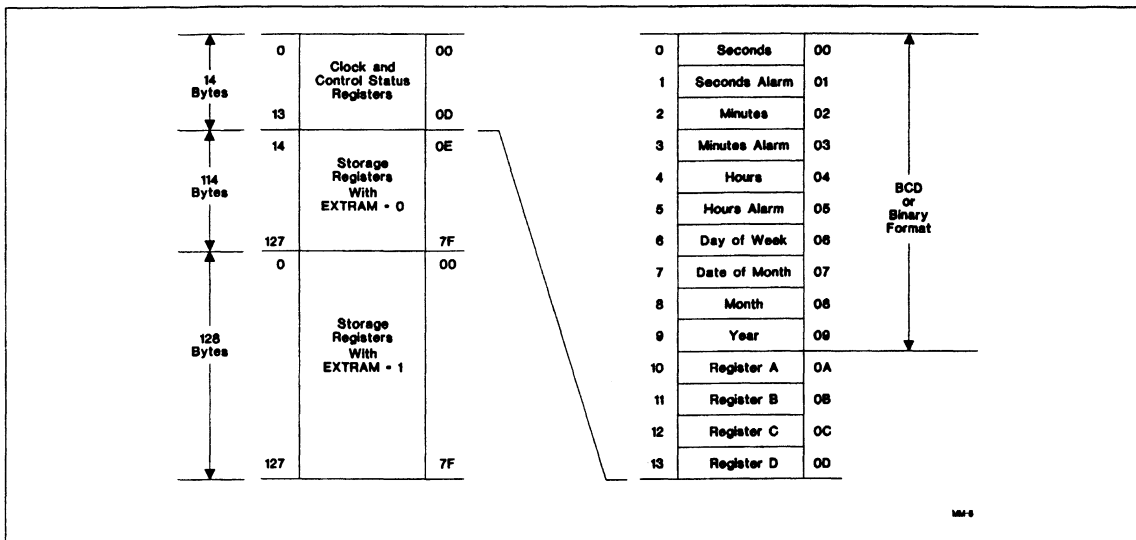 14
Bytes
114
Bytes
128
Bytes
0
Clock and
Control Status
Registers
00
13
0D
14
Storage
Registers
With
EXTRAM = 0
0E
127
7F
0
00
Storage
Registers
With
EXTRAM = 1
127
7F
0 Seconds 00
1 Seconds Alarm 01
2 Minutes 02
3 Minutes Alarm 03
4 Hours 04
5 Hours Alarm 05
6 Day of Week 06
7 Date of Month 07
8 Month 08
9 Year 09
10 Register A 0A
11 Register B 0B
12 Register C 0C
13 Register D 0D
BCD
or
Binary
Format